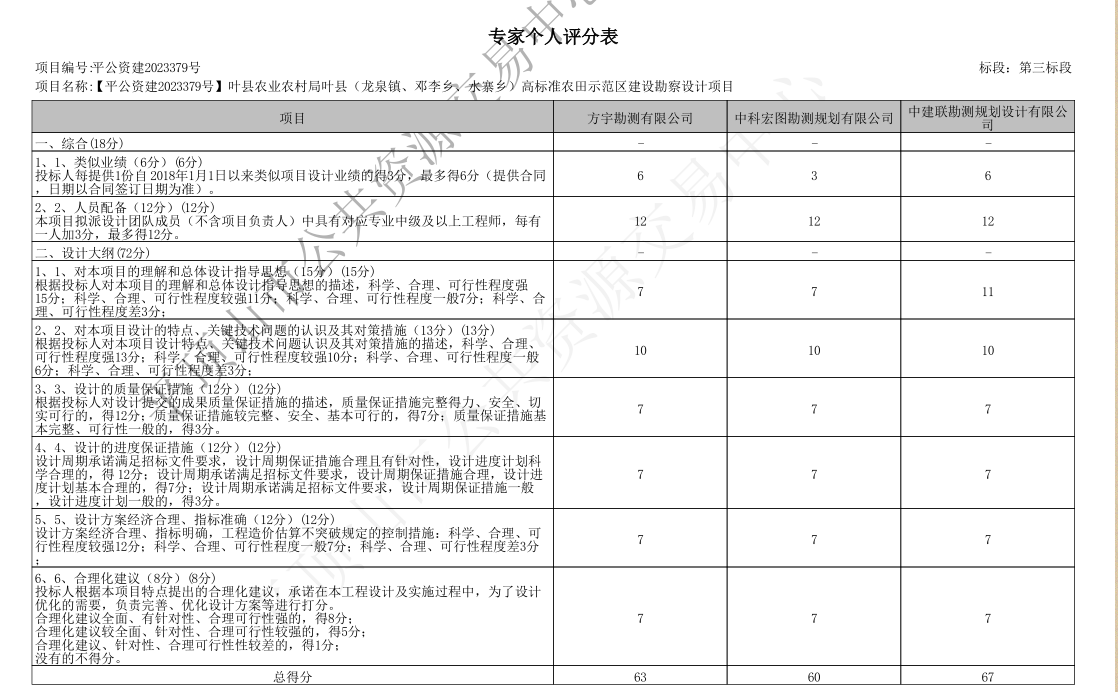 专家个人评分表
项目编号:平公资建2023379号
标段：第三标段
项目名称:【平公资建2023379号】叶县农业农村局叶县（龙泉镇、邓李乡、水寨乡）高标准农田示范区建设勘察设计项目
项目
方宇勘测有限公司
中科宏图勘测规划有限公司
中建联勘测规划设计有限公
司
一、综合(18分)
－
－
－
1、1、类似业绩（6分）(6分)
投标人每提供1份自 2018年1月1日以来类似项目设计业绩的得3分，最多得6分（提供合同
，日期以合同签订日期为准）。
6
3
6
2、2、人员配备（12分）(12分)
本项目拟派设计团队成员（不含项目负责人）中具有对应专业中级及以上工程师，每有
一人加3分，最多得12分。
12
12
12
二、设计大纲(72分)
－
－
－
1、1、对本项目的理解和总体设计指导思想（15分）(15分)
根据投标人对本项目的理解和总体设计指导思想的描述，科学、合理、可行性程度强
15分；科学、合理、可行性程度较强11分；科学、合理、可行性程度一般7分；科学、合
理、可行性程度差3分；
7
7
11
2、2、对本项目设计的特点、关键技术问题的认识及其对策措施（13分）(13分)
根据投标人对本项目设计特点、关键技术问题认识及其对策措施的描述，科学、合理、
可行性程度强13分；科学、合理、可行性程度较强10分；科学、合理、可行性程度一般
6分；科学、合理、可行性程度差3分；
10
10
10
3、3、设计的质量保证措施（12分）(12分)
根据投标人对设计提交的成果质量保证措施的描述，质量保证措施完整得力、安全、切
实可行的，得12分；质量保证措施较完整、安全、基本可行的，得7分；质量保证措施基
本完整、可行性一般的，得3分。
7
7
7
4、4、设计的进度保证措施（12分）(12分)
设计周期承诺满足招标文件要求，设计周期保证措施合理且有针对性，设计进度计划科
学合理的，得 12分；设计周期承诺满足招标文件要求，设计周期保证措施合理，设计进
度计划基本合理的，得7分；设计周期承诺满足招标文件要求，设计周期保证措施一般
，设计进度计划一般的，得3分。
7
7
7
5、5、设计方案经济合理、指标准确（12分）(12分)
设计方案经济合理、指标明确，工程造价估算不突破规定的控制措施：科学、合理、可
行性程度较强12分；科学、合理、可行性程度一般7分；科学、合理、可行性程度差3分
；
7
7
7
6、6、合理化建议（8分）(8分)
投标人根据本项目特点提出的合理化建议，承诺在本工程设计及实施过程中，为了设计
优化的需要，负责完善、优化设计方案等进行打分。
合理化建议全面、有针对性、合理可行性强的，得8分；
合理化建议较全面、针对性、合理可行性较强的，得5分；
合理化建议、针对性、合理可行性性较差的，得1分；
没有的不得分。
7
7
7
总得分
63
60
67
平顶山市公共资源交易中心
平顶山市公共资源交易中心